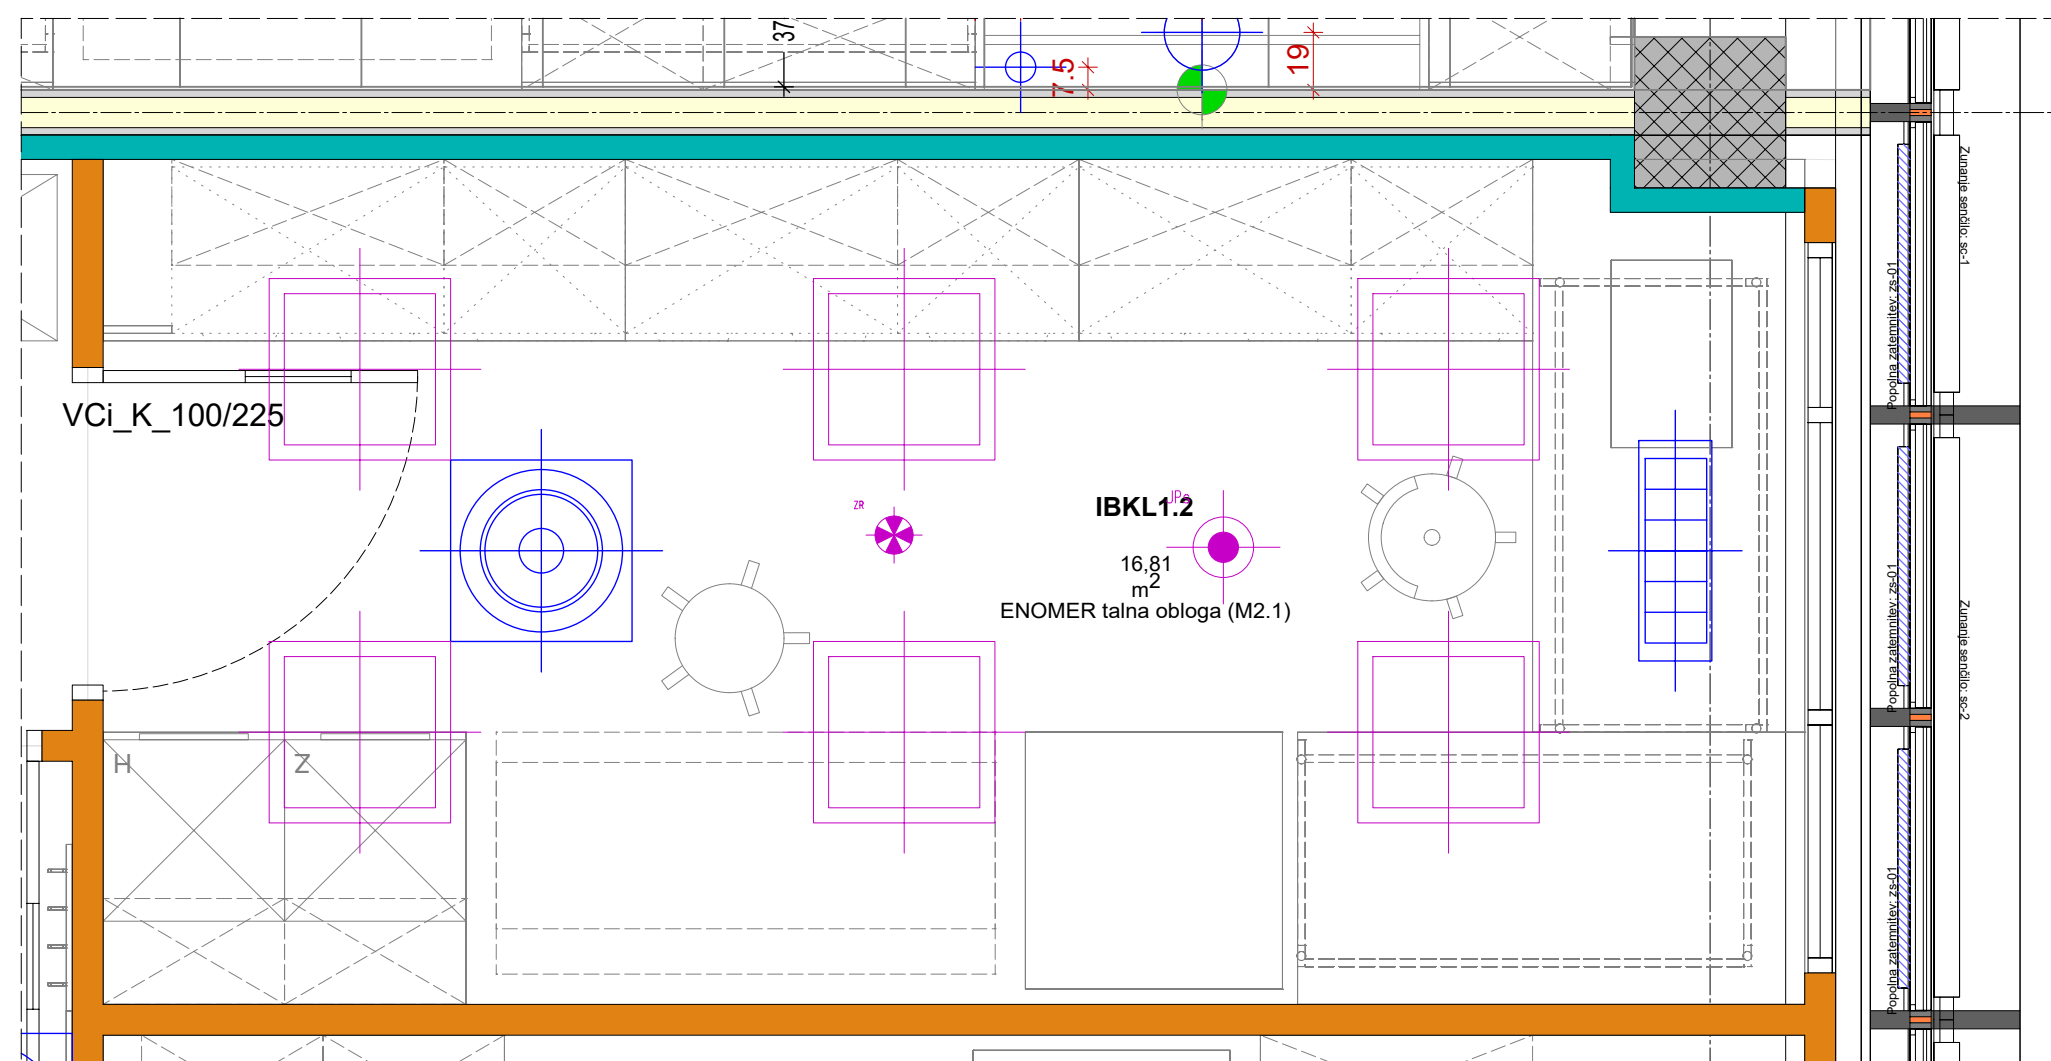 37
7.5
19
VCi_K_100/225
ZR
JPo
IBKL1.2
16,81
m2
ENOMER talna obloga (M2.1)
H
Z
Popolna zatemnitev: zs-01
Zunanje senčilo: sc-1
Popolna zatemnitev: zs-01
Zunanje senčilo: sc-2
Popolna zatemnitev: zs-01